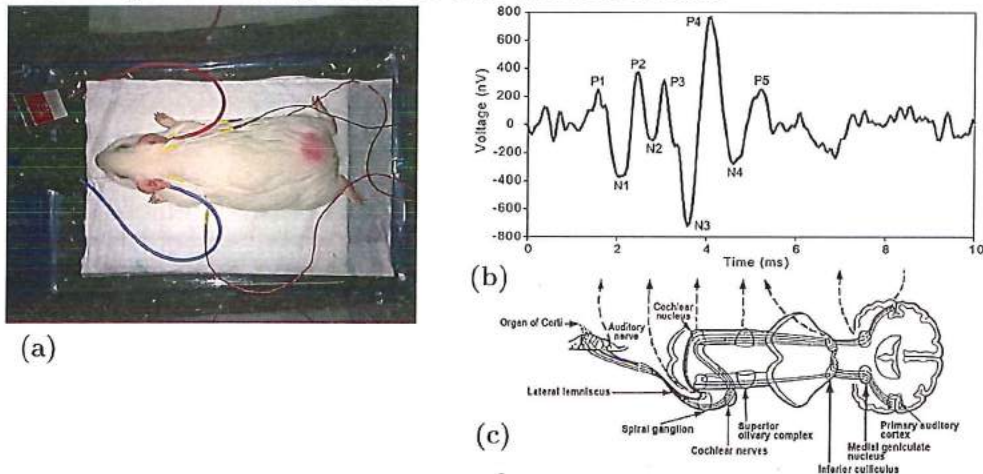 (a)
800
600
400
200
0
-200
-400
-600
-800
Voltage (nV)
P1
P2
P3
P4
P5
N1
N2
N3
N4
0
2
4
6
8
10
Time (ms)
(b)
Organ of Corti
Auditory
nerve
Cochlear
nucleus
Lateral lemniscus
Spiral ganglion
Cochlear nerves
Superior
olivary complex
Primary auditory
cortex
Medial geniculate
nucleus
Inferior culliculus
(c)